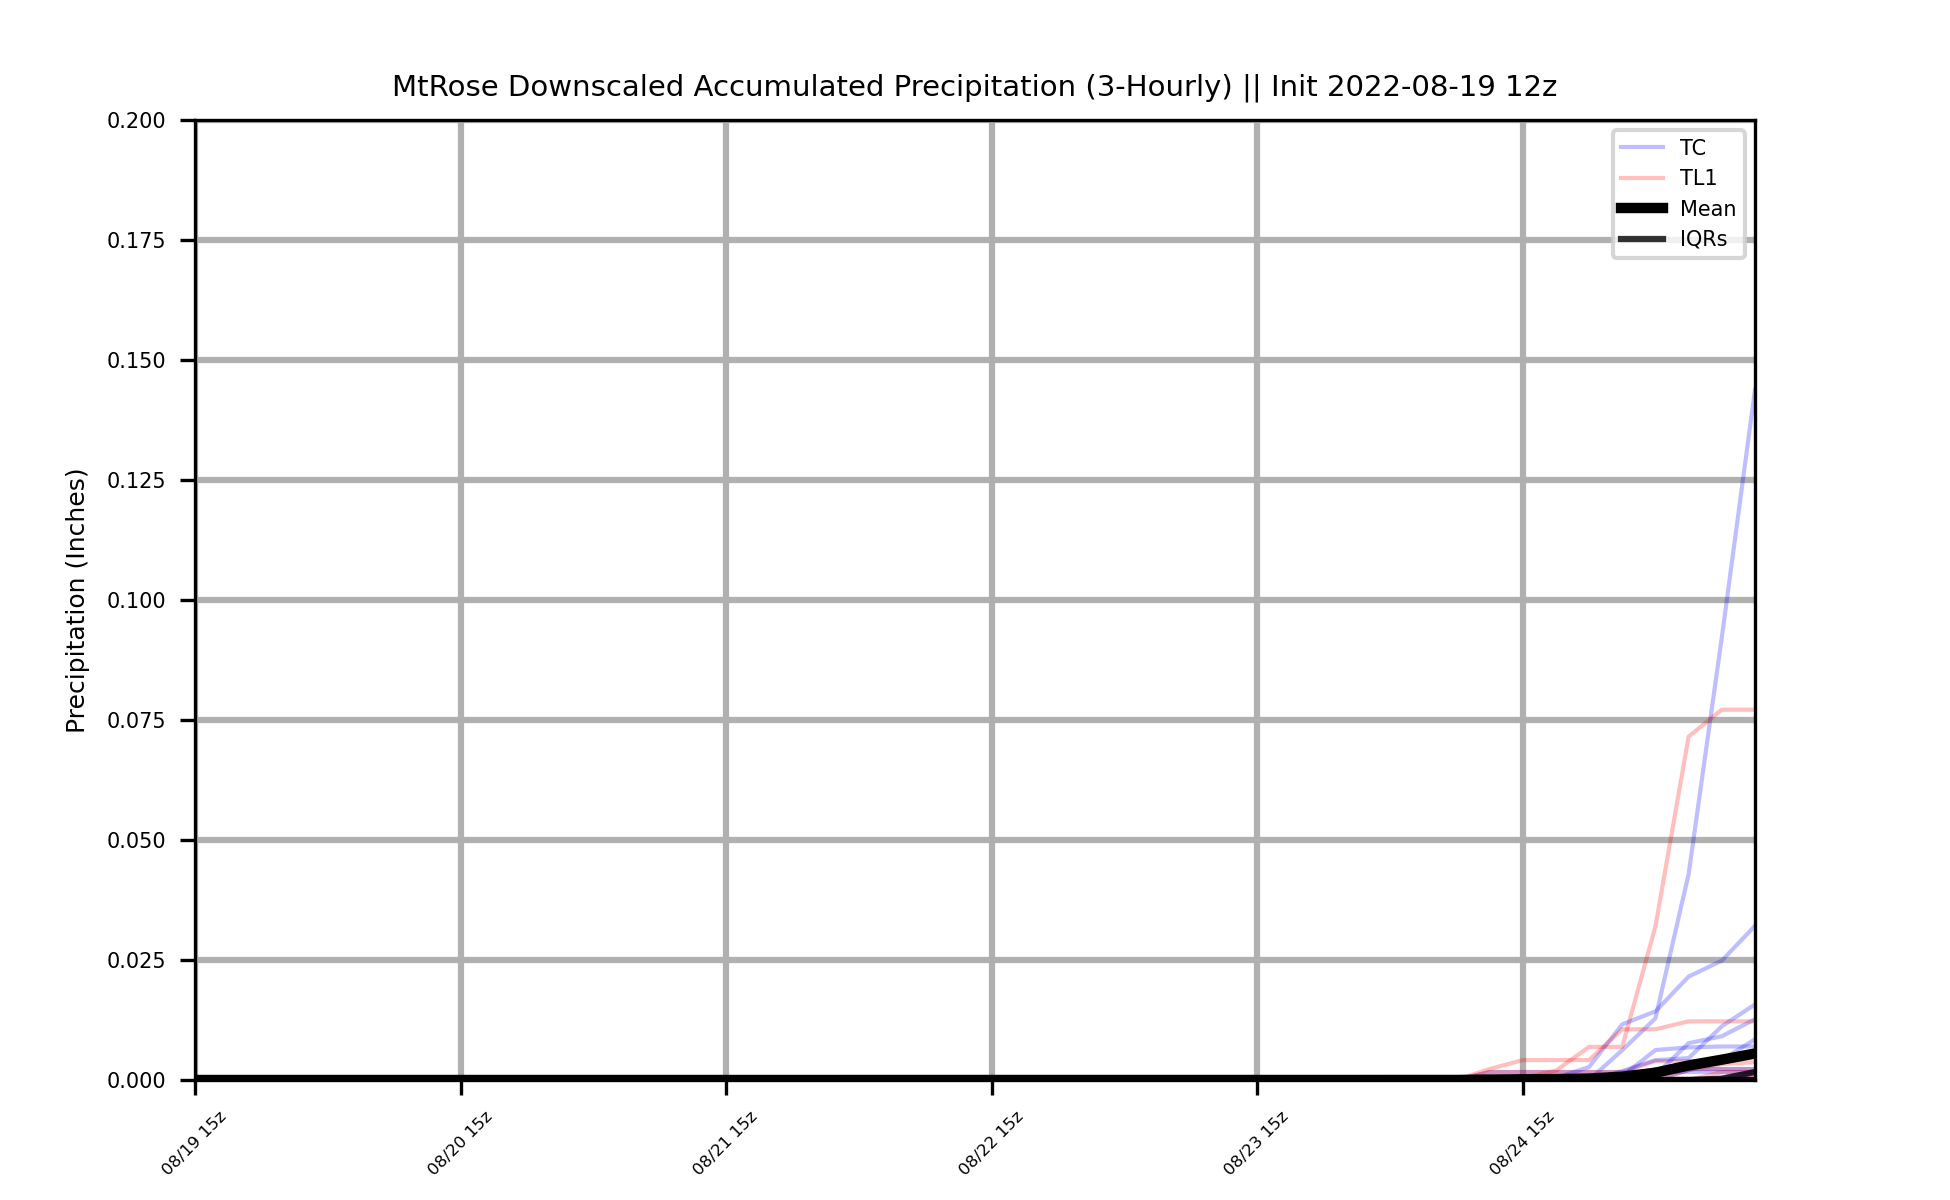 MtRose Downscaled Accumulated Precipitation (3-Hourly) || Init 2022-08-19 12z
0.200
0.175
0.150
0.125
0.100
0.075
0.050
0.025
0.000
Precipitation (Inches)
TC
TL1
Mean
IQRs
08/19 15z
08/20 15z
08/21 15z
08/22 15z
08/23 15z
08/24 15z